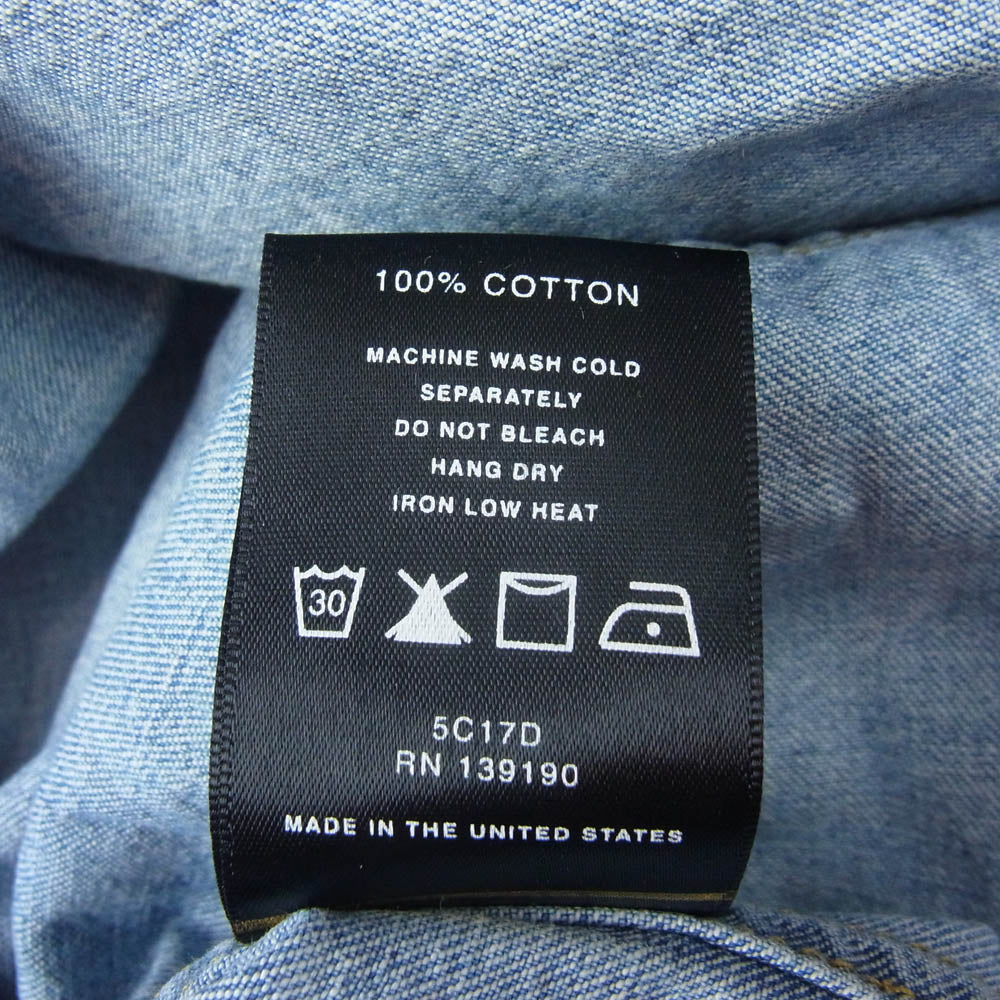 100% COTTON
MACHINE WASH COLD
SEPARATELY
DO NOT BLEACH
HANG DRY
IRON LOW HEAT
30
5C17D
RN 139190
MADE IN THE UNITED STATES